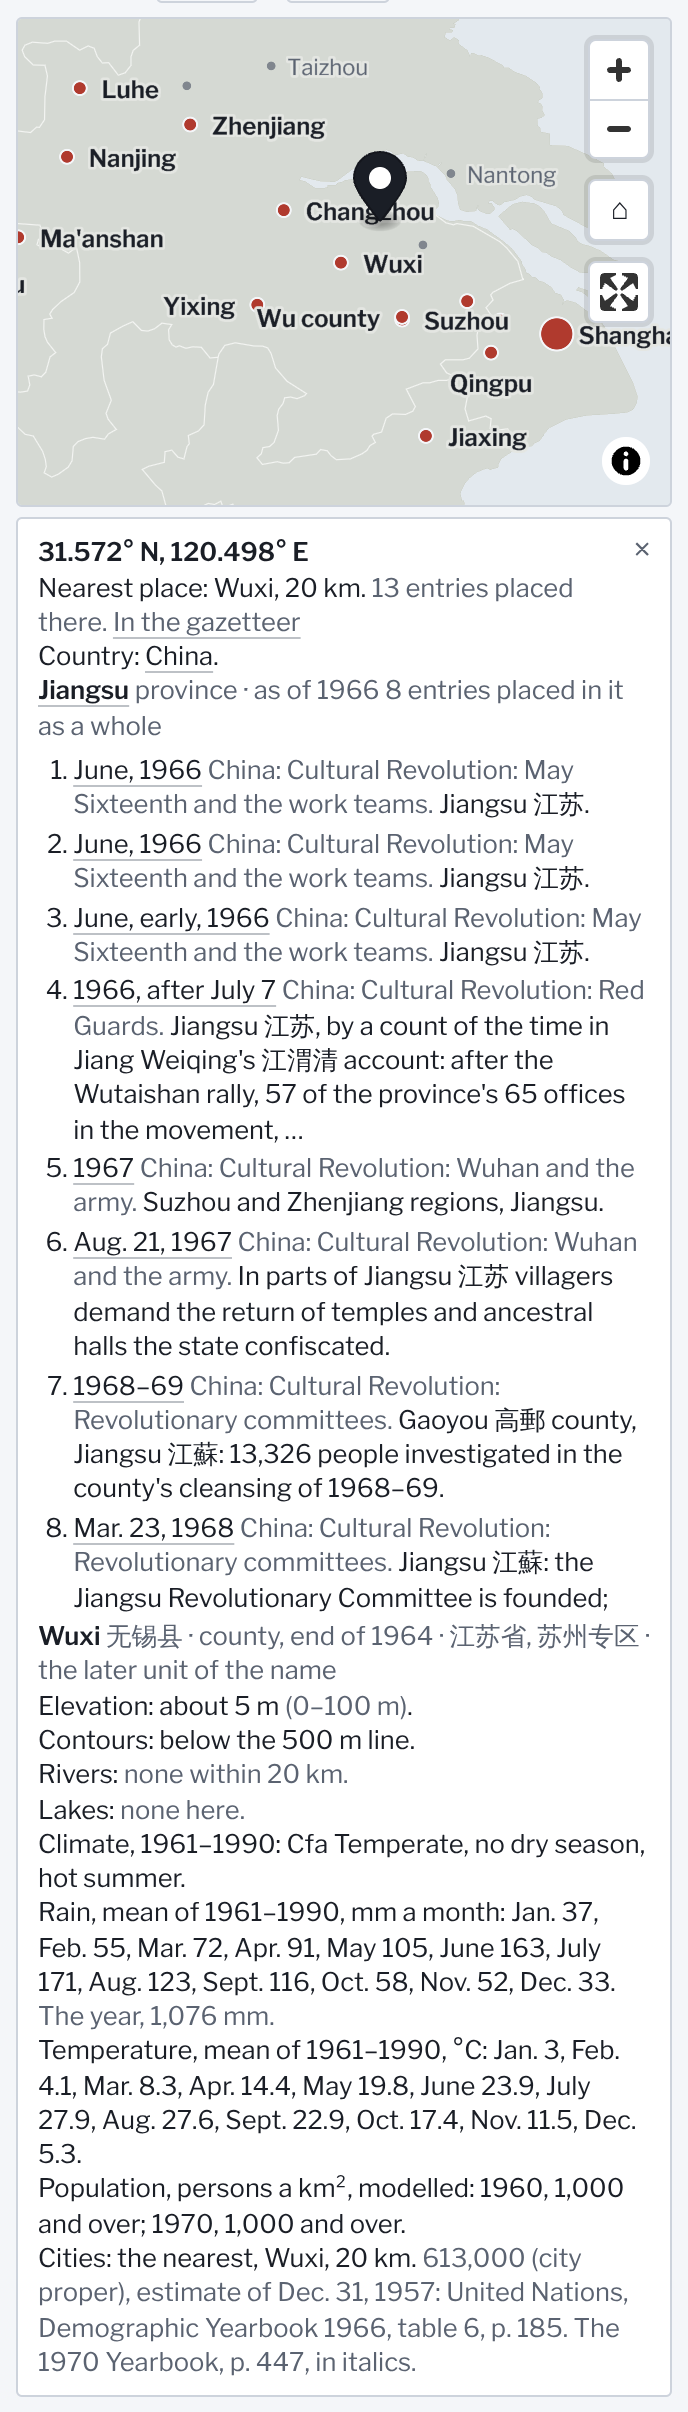 Taizhou
Luhe
Zhenjiang
Nanjing
Nantong
Changzhou
Ma'anshan
Wuxi
u
Yixing
Wu county
Suzhou
Shangha
Qingpu
Jiaxing
31.572° N, 120.498° E
×
Nearest place: Wuxi, 20 km. 13 entries placed
there. In the gazetteer
Country: China.
Jiangsu province · as of 1966 8 entries placed in it
as a whole
1. June, 1966 China: Cultural Revolution: May
Sixteenth and the work teams. Jiangsu 江苏.
2. June, 1966 China: Cultural Revolution: May
Sixteenth and the work teams. Jiangsu 江苏.
3. June, early, 1966 China: Cultural Revolution: May
Sixteenth and the work teams. Jiangsu 江苏.
4. 1966, after July 7 China: Cultural Revolution: Red
Guards. Jiangsu 江苏, by a count of the time in
Jiang Weiqing's 江渭清 account: after the
Wutaishan rally, 57 of the province's 65 offices
in the movement, …
5. 1967 China: Cultural Revolution: Wuhan and the
army. Suzhou and Zhenjiang regions, Jiangsu.
6. Aug. 21, 1967 China: Cultural Revolution: Wuhan
and the army. In parts of Jiangsu 江苏 villagers
demand the return of temples and ancestral
halls the state confiscated.
7. 1968–69 China: Cultural Revolution:
Revolutionary committees. Gaoyou 高郵 county,
Jiangsu 江蘇: 13,326 people investigated in the
county's cleansing of 1968–69.
8. Mar. 23, 1968 China: Cultural Revolution:
Revolutionary committees. Jiangsu 江蘇: the
Jiangsu Revolutionary Committee is founded;
Wuxi 无锡县 · county, end of 1964 · 江苏省, 苏州专区 ·
the later unit of the name
Elevation: about 5 m (0–100 m).
Contours: below the 500 m line.
Rivers: none within 20 km.
Lakes: none here.
Climate, 1961–1990: Cfa Temperate, no dry season,
hot summer.
Rain, mean of 1961–1990, mm a month: Jan. 37,
Feb. 55, Mar. 72, Apr. 91, May 105, June 163, July
171, Aug. 123, Sept. 116, Oct. 58, Nov. 52, Dec. 33.
The year, 1,076 mm.
Temperature, mean of 1961–1990, °C: Jan. 3, Feb.
4.1, Mar. 8.3, Apr. 14.4, May 19.8, June 23.9, July
27.9, Aug. 27.6, Sept. 22.9, Oct. 17.4, Nov. 11.5, Dec.
5.3.
Population, persons a km², modelled: 1960, 1,000
and over; 1970, 1,000 and over.
Cities: the nearest, Wuxi, 20 km. 613,000 (city
proper), estimate of Dec. 31, 1957: United Nations,
Demographic Yearbook 1966, table 6, p. 185. The
1970 Yearbook, p. 447, in italics.